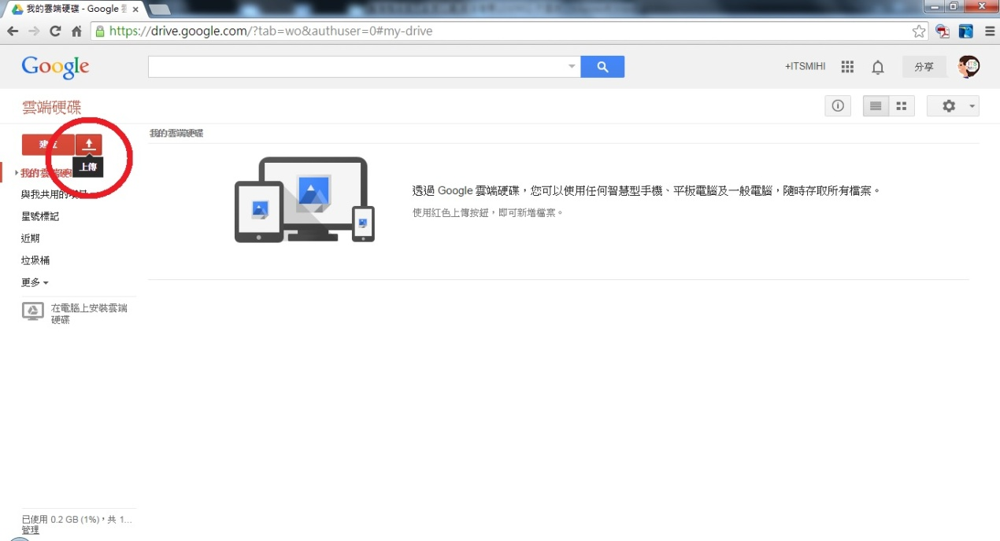 我的雲端硬碟 - Google
https://drive.google.com/?tab=wo&authuser=0#my-drive
Google
+ITSMIHI
分享
雲端硬碟
建立
上傳
我的雲端硬碟
我的雲端硬
與我共用的項目
星號標記
近期
垃圾桶
更多
在電腦上安裝雲端
硬碟
透過 Google 雲端硬碟，您可以使用任何智慧型手機、平板電腦及一般電腦，隨時存取所有檔案。
使用紅色上傳按鈕，即可新增檔案。
已使用 0.2 GB (1%)，共 1...
管理